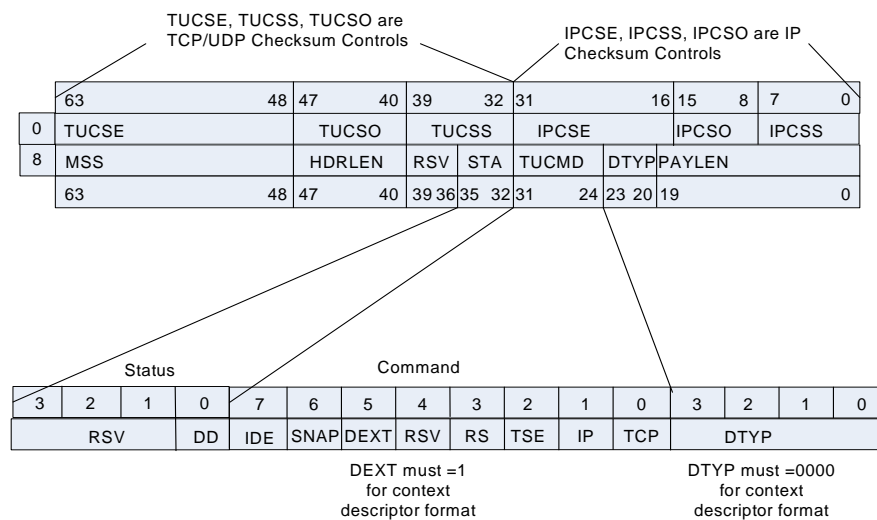 TUCSE, TUCSS, TUCSO are
TCP/UDP Checksum Controls
IPCSE, IPCSS, IPCSO are IP
Checksum Controls
63 48 47 40 39 32 31 16 15 8 7 0
0 TUCSE TUCSO TUCSS IPCSE IPCSO IPCSS
8 MSS HDRLEN RSV STA TUCMD DTYP PAYLEN
63 48 47 40 39 36 35 32 31 24 23 20 19 0
Status Command
3 2 1 0 7 6 5 4 3 2 1 0 3 2 1 0
RSV DD IDE SNAP DEXT RSV RS TSE IP TCP DTYP
DEXT must =1
for context
descriptor format
DTYP must =0000
for context
descriptor format